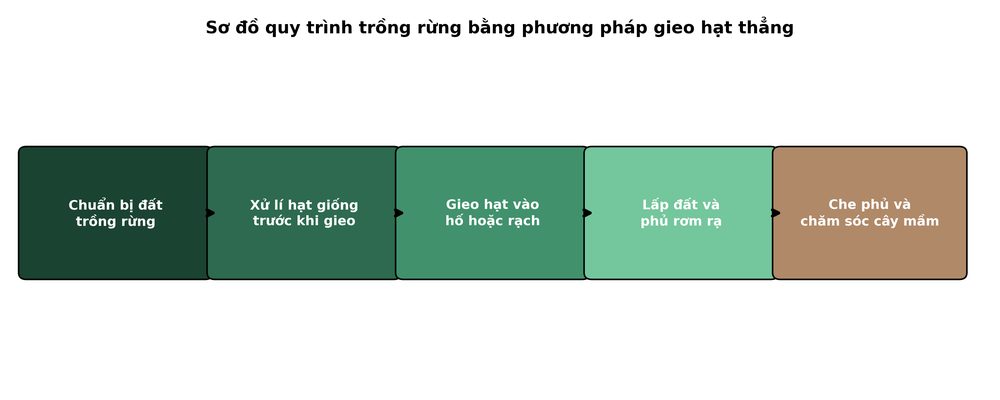 Sơ đồ quy trình trồng rừng bằng phương pháp gieo hạt thẳng
Chuẩn bị đất
trồng rừng
Xử lí hạt giống
trước khi gieo
Gieo hạt vào
hố hoặc rạch
Lấp đất và
phủ rơm rạ
Che phủ và
chăm sóc cây mầm